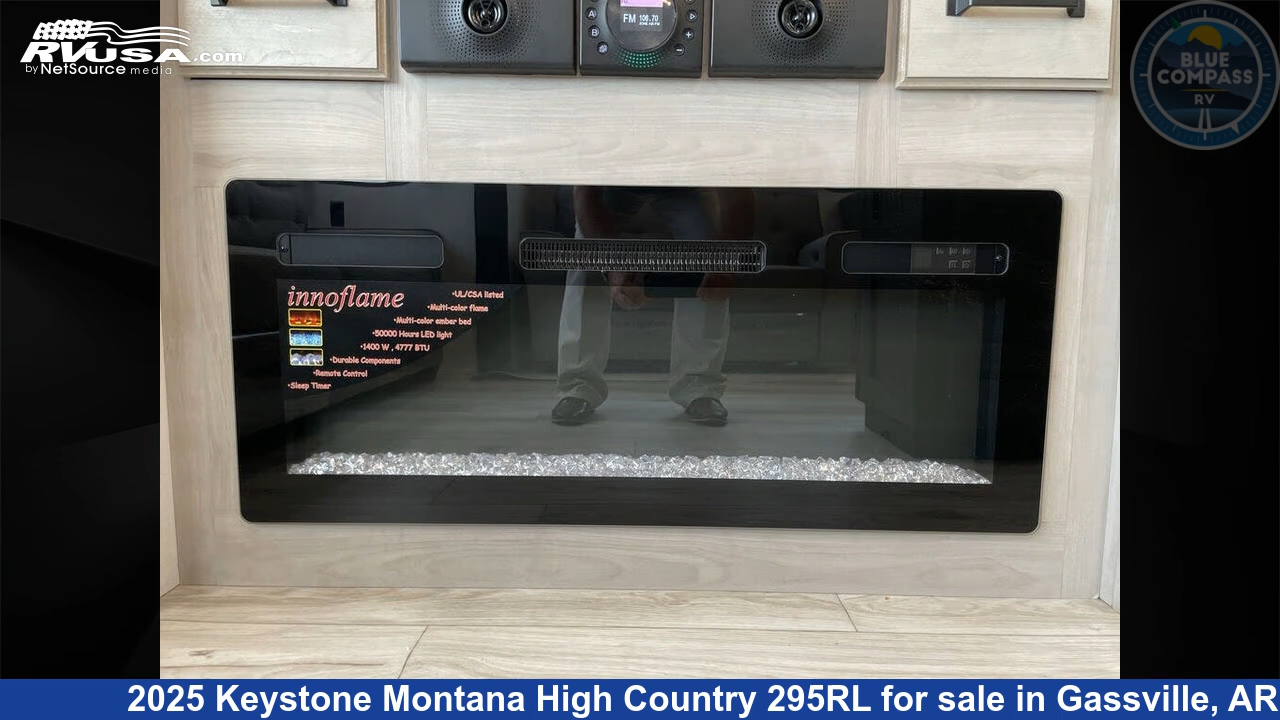 RVUSA.com
by NetSource media
BLUE
COMPASS
RV
A
B
FM 106.70
innoflame
•UL/CSA listed
•Multi-color flame
•Multi-color ember bed
•50000 Hours LED light
•1400 W , 4777 BTU
•Durable Components
•Remote Control
•Sleep Timer
2025 Keystone Montana High Country 295RL for sale in Gassville, AR